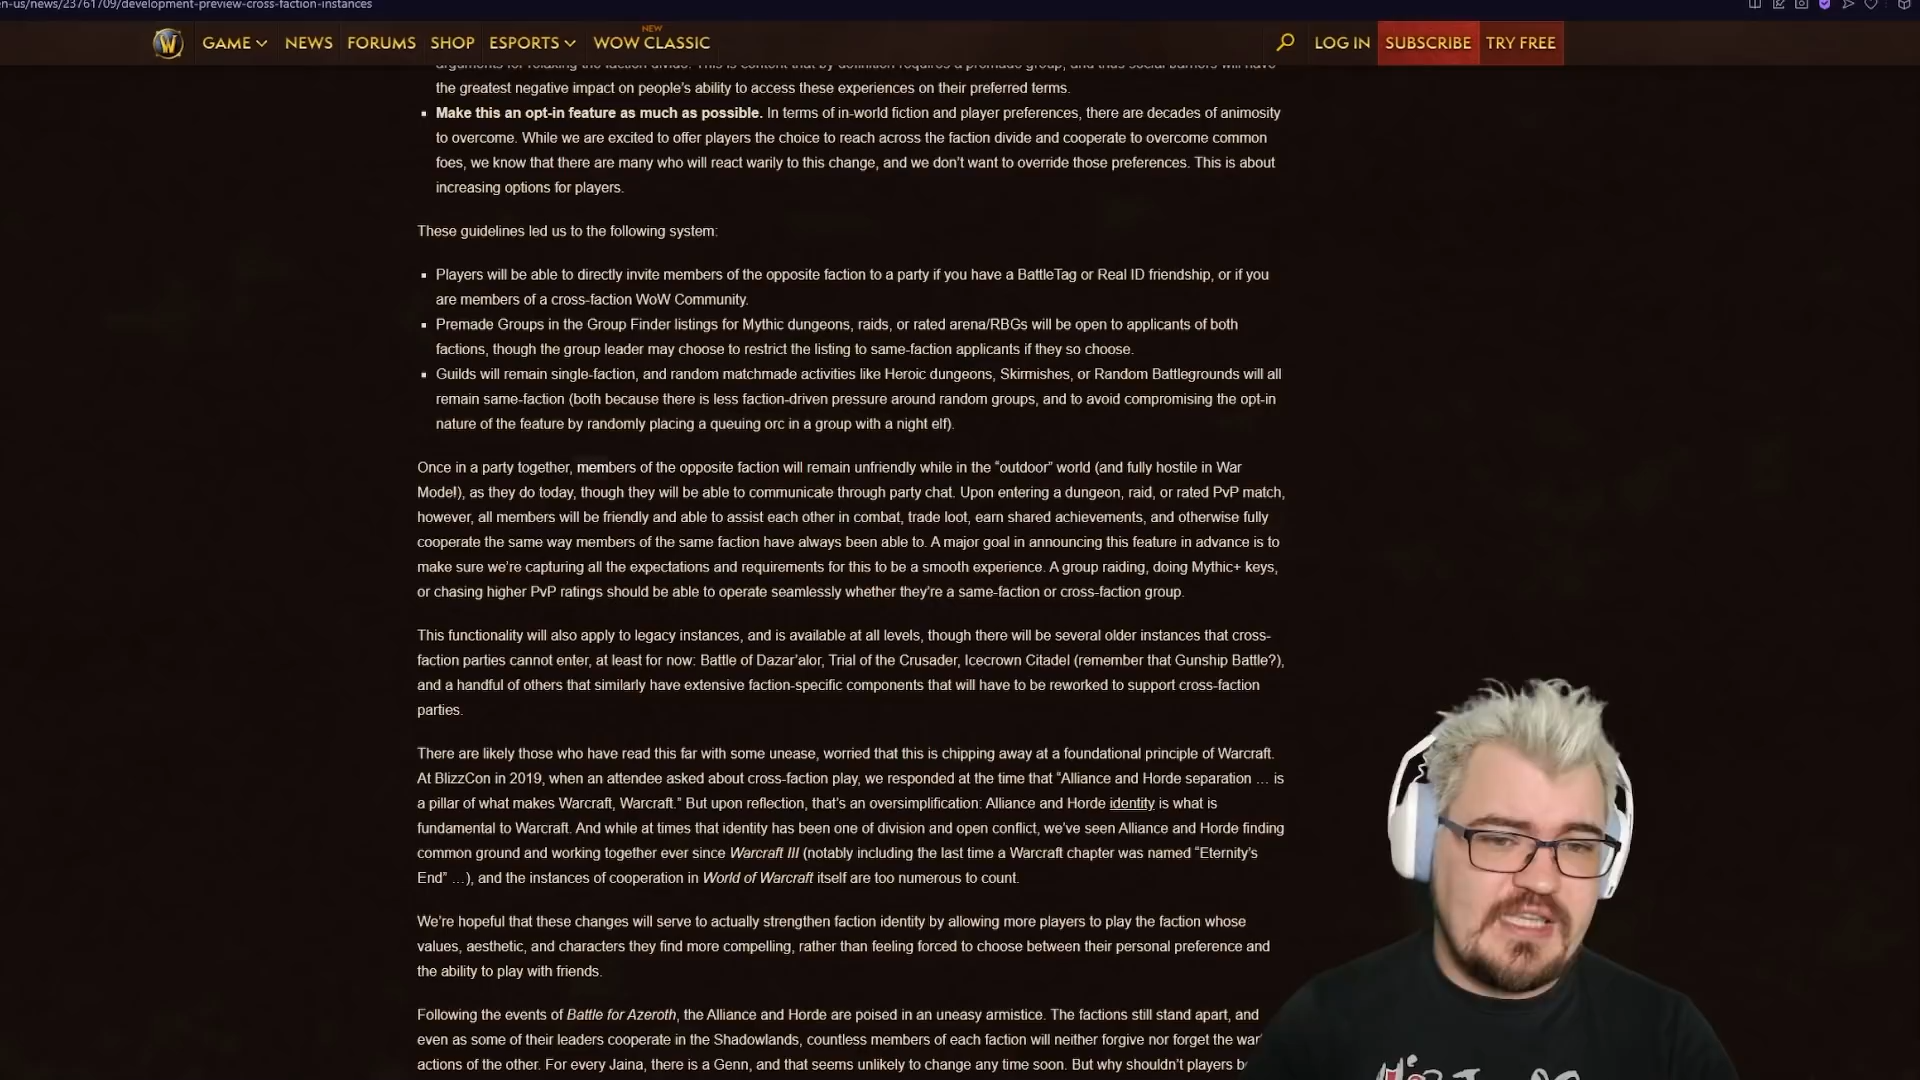 en-us/news/23761709/development-preview-cross-faction-instances
GAME NEWS FORUMS SHOP ESPORTS NEW WOW CLASSIC LOG IN SUBSCRIBE TRY FREE
arguments for relaxing the faction divide. This is content that by definition requires a premade group, and thus social barriers will have
the greatest negative impact on people’s ability to access these experiences on their preferred terms.
Make this an opt-in feature as much as possible. In terms of in-world fiction and player preferences, there are decades of animosity
to overcome. While we are excited to offer players the choice to reach across the faction divide and cooperate to overcome common
foes, we know that there are many who will react warily to this change, and we don’t want to override those preferences. This is about
increasing options for players.
These guidelines led us to the following system:
Players will be able to directly invite members of the opposite faction to a party if you have a BattleTag or Real ID friendship, or if you
are members of a cross-faction WoW Community.
Premade Groups in the Group Finder listings for Mythic dungeons, raids, or rated arena/RBGs will be open to applicants of both
factions, though the group leader may choose to restrict the listing to same-faction applicants if they so choose.
Guilds will remain single-faction, and random matchmade activities like Heroic dungeons, Skirmishes, or Random Battlegrounds will all
remain same-faction (both because there is less faction-driven pressure around random groups, and to avoid compromising the opt-in
nature of the feature by randomly placing a queuing orc in a group with a night elf).
Once in a party together, members of the opposite faction will remain unfriendly while in the “outdoor” world (and fully hostile in War
Mode!), as they do today, though they will be able to communicate through party chat. Upon entering a dungeon, raid, or rated PvP match,
however, all members will be friendly and able to assist each other in combat, trade loot, earn shared achievements, and otherwise fully
cooperate the same way members of the same faction have always been able to. A major goal in announcing this feature in advance is to
make sure we’re capturing all the expectations and requirements for this to be a smooth experience. A group raiding, doing Mythic+ keys,
or chasing higher PvP ratings should be able to operate seamlessly whether they’re a same-faction or cross-faction group.
This functionality will also apply to legacy instances, and is available at all levels, though there will be several older instances that cross-
faction parties cannot enter, at least for now: Battle of Dazar’alor, Trial of the Crusader, Icecrown Citadel (remember that Gunship Battle?),
and a handful of others that similarly have extensive faction-specific components that will have to be reworked to support cross-faction
parties.
There are likely those who have read this far with some unease, worried that this is chipping away at a foundational principle of Warcraft.
At BlizzCon in 2019, when an attendee asked about cross-faction play, we responded at the time that “Alliance and Horde separation … is
a pillar of what makes Warcraft, Warcraft.” But upon reflection, that’s an oversimplification: Alliance and Horde identity is what is
fundamental to Warcraft. And while at times that identity has been one of division and open conflict, we’ve seen Alliance and Horde finding
common ground and working together ever since Warcraft III (notably including the last time a Warcraft chapter was named “Eternity’s
End” …), and the instances of cooperation in World of Warcraft itself are too numerous to count.
We’re hopeful that these changes will serve to actually strengthen faction identity by allowing more players to play the faction whose
values, aesthetic, and characters they find more compelling, rather than feeling forced to choose between their personal preference and
the ability to play with friends.
Following the events of Battle for Azeroth, the Alliance and Horde are poised in an uneasy armistice. The factions still stand apart, and
even as some of their leaders cooperate in the Shadowlands, countless members of each faction will neither forgive nor forget the war
actions of the other. For every Jaina, there is a Genn, and that seems unlikely to change any time soon. But why shouldn’t players